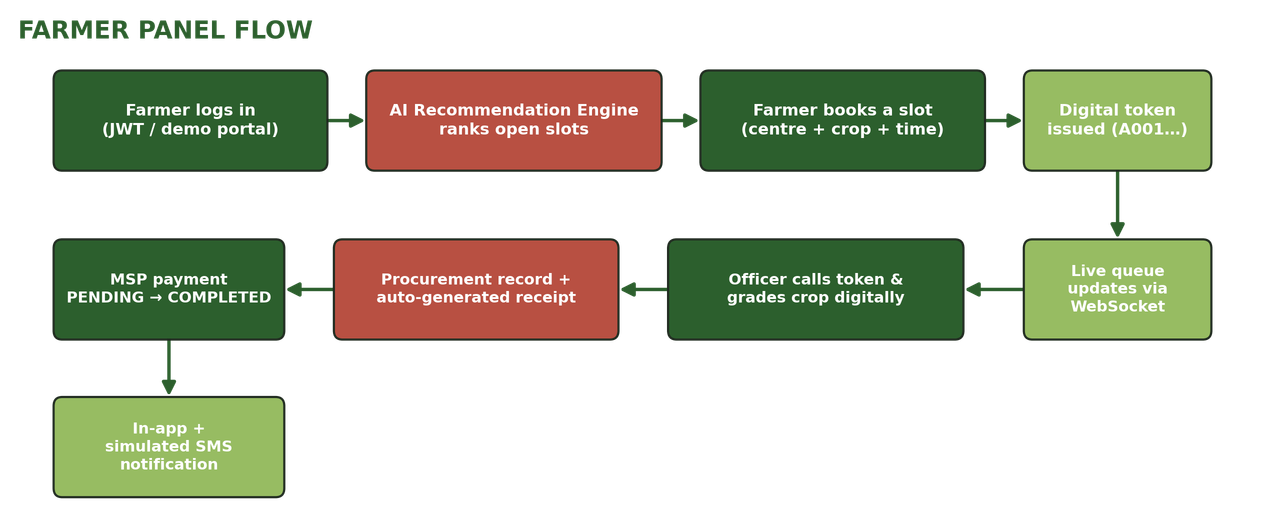 FARMER PANEL FLOW
Farmer logs in
(JWT / demo portal)
AI Recommendation Engine
ranks open slots
Farmer books a slot
(centre + crop + time)
Digital token
issued (A001...)
Live queue
updates via
WebSocket
Officer calls token &
grades crop digitally
Procurement record +
auto-generated receipt
MSP payment
PENDING → COMPLETED
In-app +
simulated SMS
notification